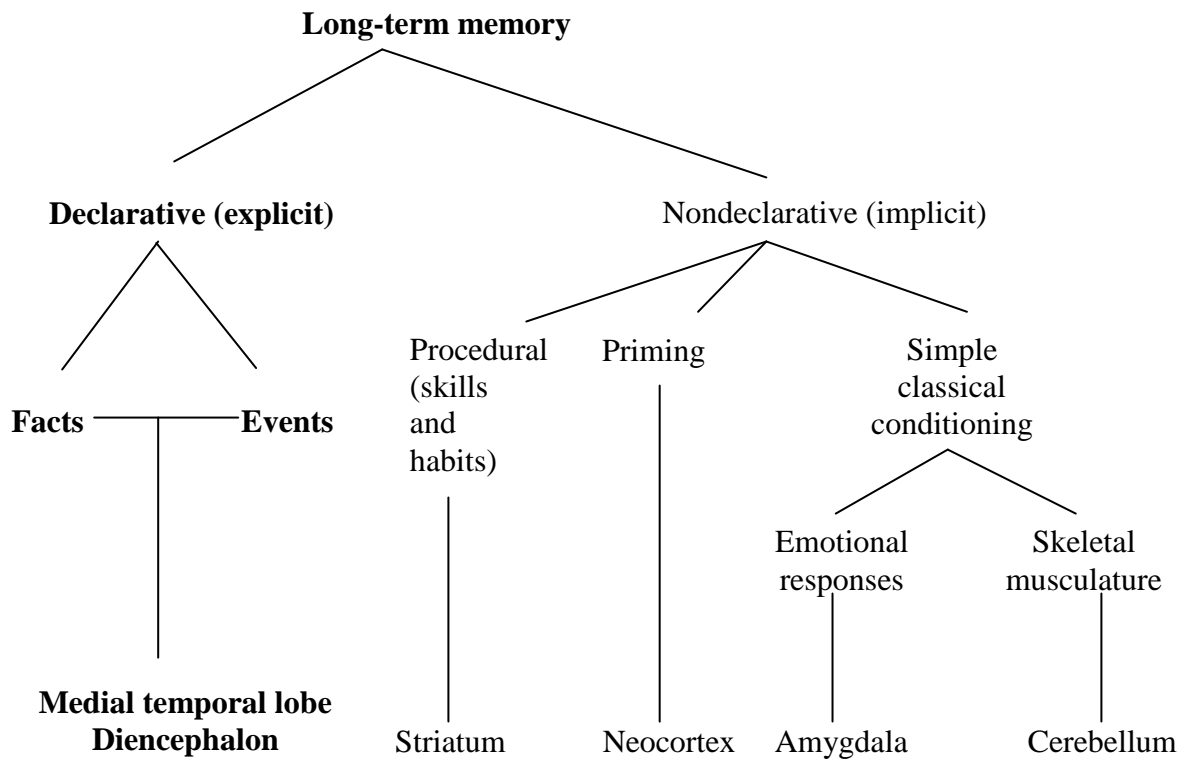 Long-term memory
Declarative (explicit)
Nondeclarative (implicit)
Facts
Events
Procedural
(skills
and
habits)
Priming
Simple
classical
conditioning
Emotional
responses
Skeletal
musculature
Medial temporal lobe
Diencephalon
Striatum
Neocortex
Amygdala
Cerebellum